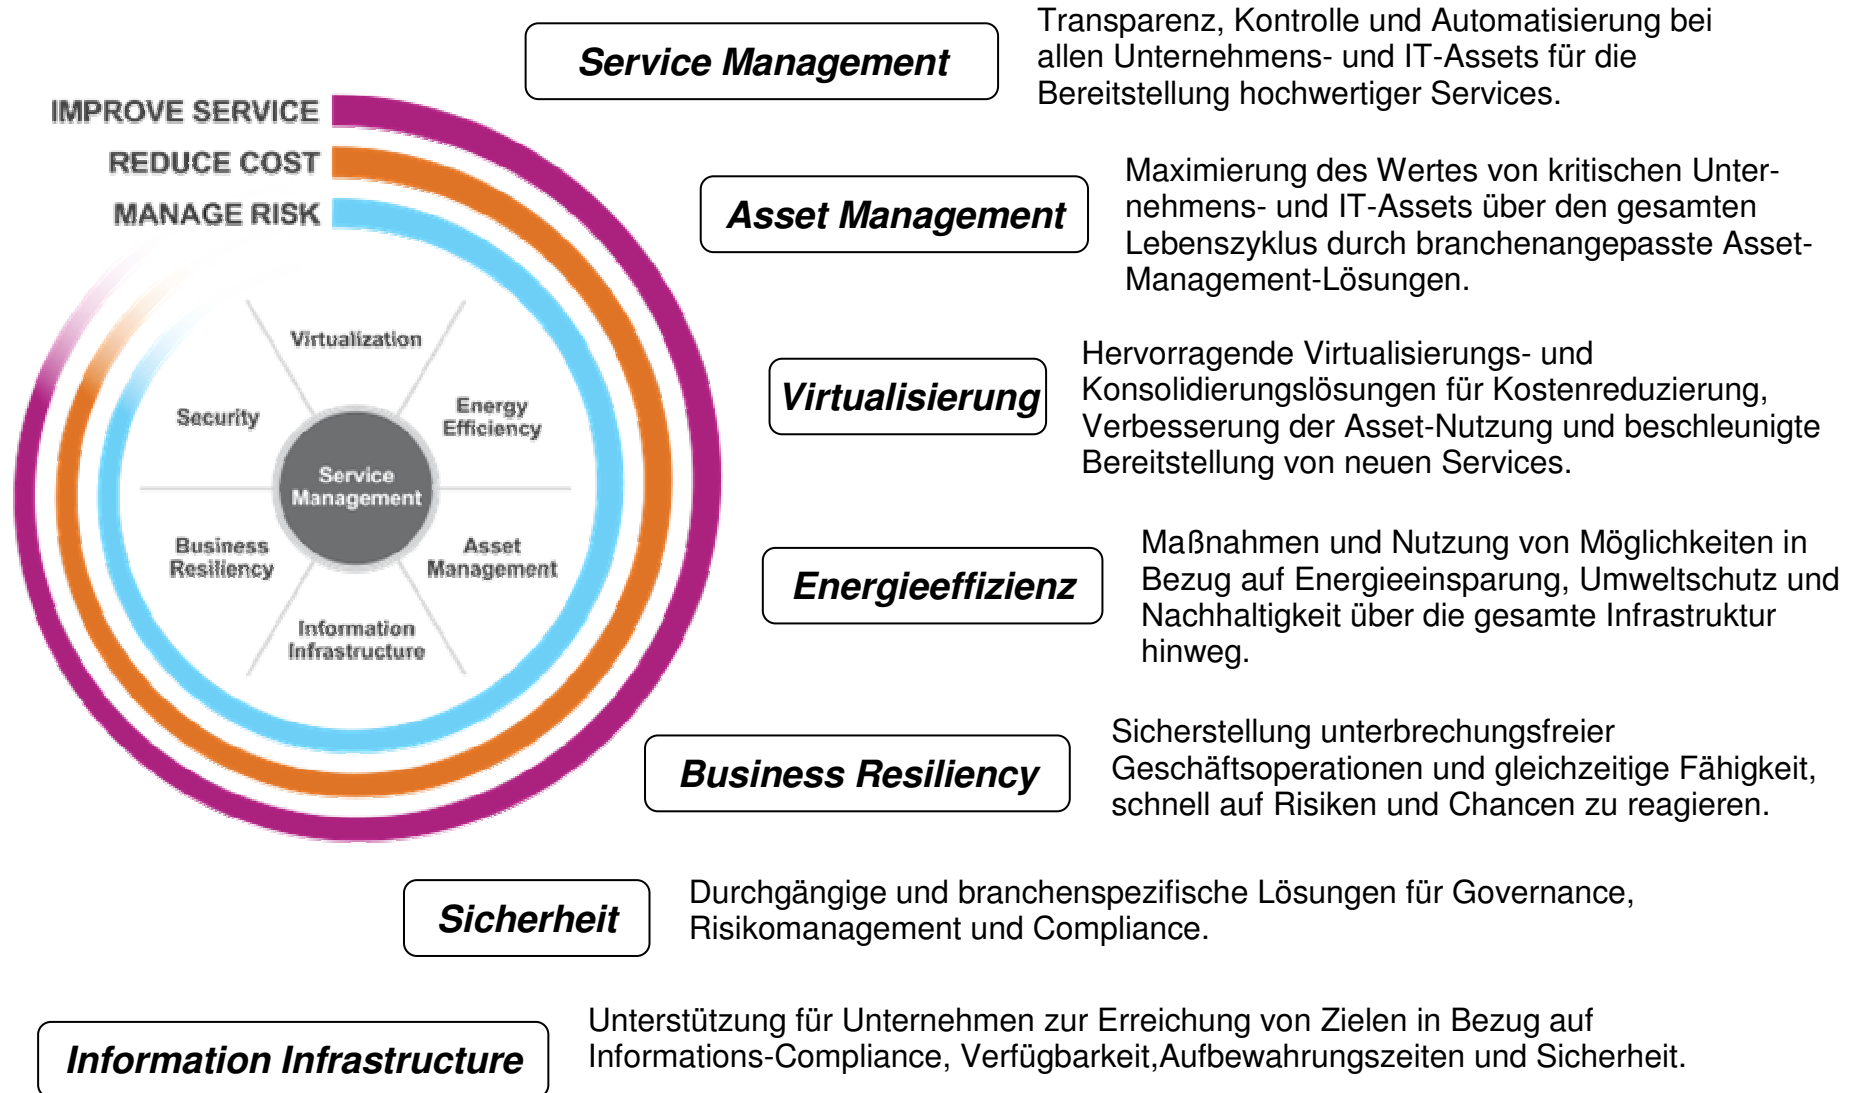 Service Management
Transparenz, Kontrolle und Automatisierung bei
allen Unternehmens- und IT-Assets für die
Bereitstellung hochwertiger Services.
IMPROVE SERVICE
REDUCE COST
MANAGE RISK
Virtualization
Security
Energy
Efficiency
Service
Management
Business
Resiliency
Asset
Management
Information
Infrastructure
Asset Management
Maximierung des Wertes von kritischen Unter-
nehmens- und IT-Assets über den gesamten
Lebenszyklus durch branchenangepasste Asset-
Management-Lösungen.
Virtualisierung
Hervorragende Virtualisierungs- und
Konsolidierungslösungen für Kostenreduzierung,
Verbesserung der Asset-Nutzung und beschleunigte
Bereitstellung von neuen Services.
Energieeffizienz
Maßnahmen und Nutzung von Möglichkeiten in
Bezug auf Energieeinsparung, Umweltschutz und
Nachhaltigkeit über die gesamte Infrastruktur
hinweg.
Business Resiliency
Sicherstellung unterbrechungsfreier
Geschäftsoperationen und gleichzeitige Fähigkeit,
schnell auf Risiken und Chancen zu reagieren.
Sicherheit
Durchgängige und branchenspezifische Lösungen für Governance,
Risikomanagement und Compliance.
Information Infrastructure
Unterstützung für Unternehmen zur Erreichung von Zielen in Bezug auf
Informations-Compliance, Verfügbarkeit,Aufbewahrungszeiten und Sicherheit.